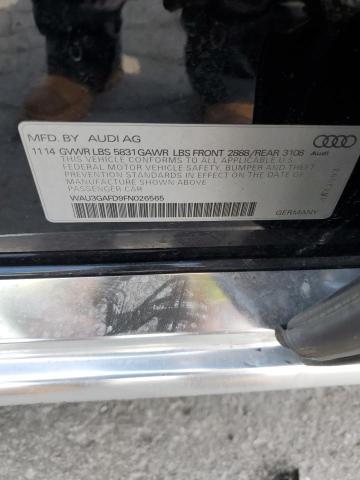 MFD. BY AUDI AG
11 14 GVWR LBS 5831 GAWR LBS FRONT 2888/REAR 3108
Audi
THIS VEHICLE CONFORMS TO ALL APPLICABLE U.S.
FEDERAL MOTOR VEHICLE SAFETY, BUMPER AND THEFT
PREVENTION STANDARDS IN EFFECT ON THE DATE OF MANUFACTURE SHOWN ABOVE
PASSENGER CAR
WAU3GAFD9FN026565
GERMANY